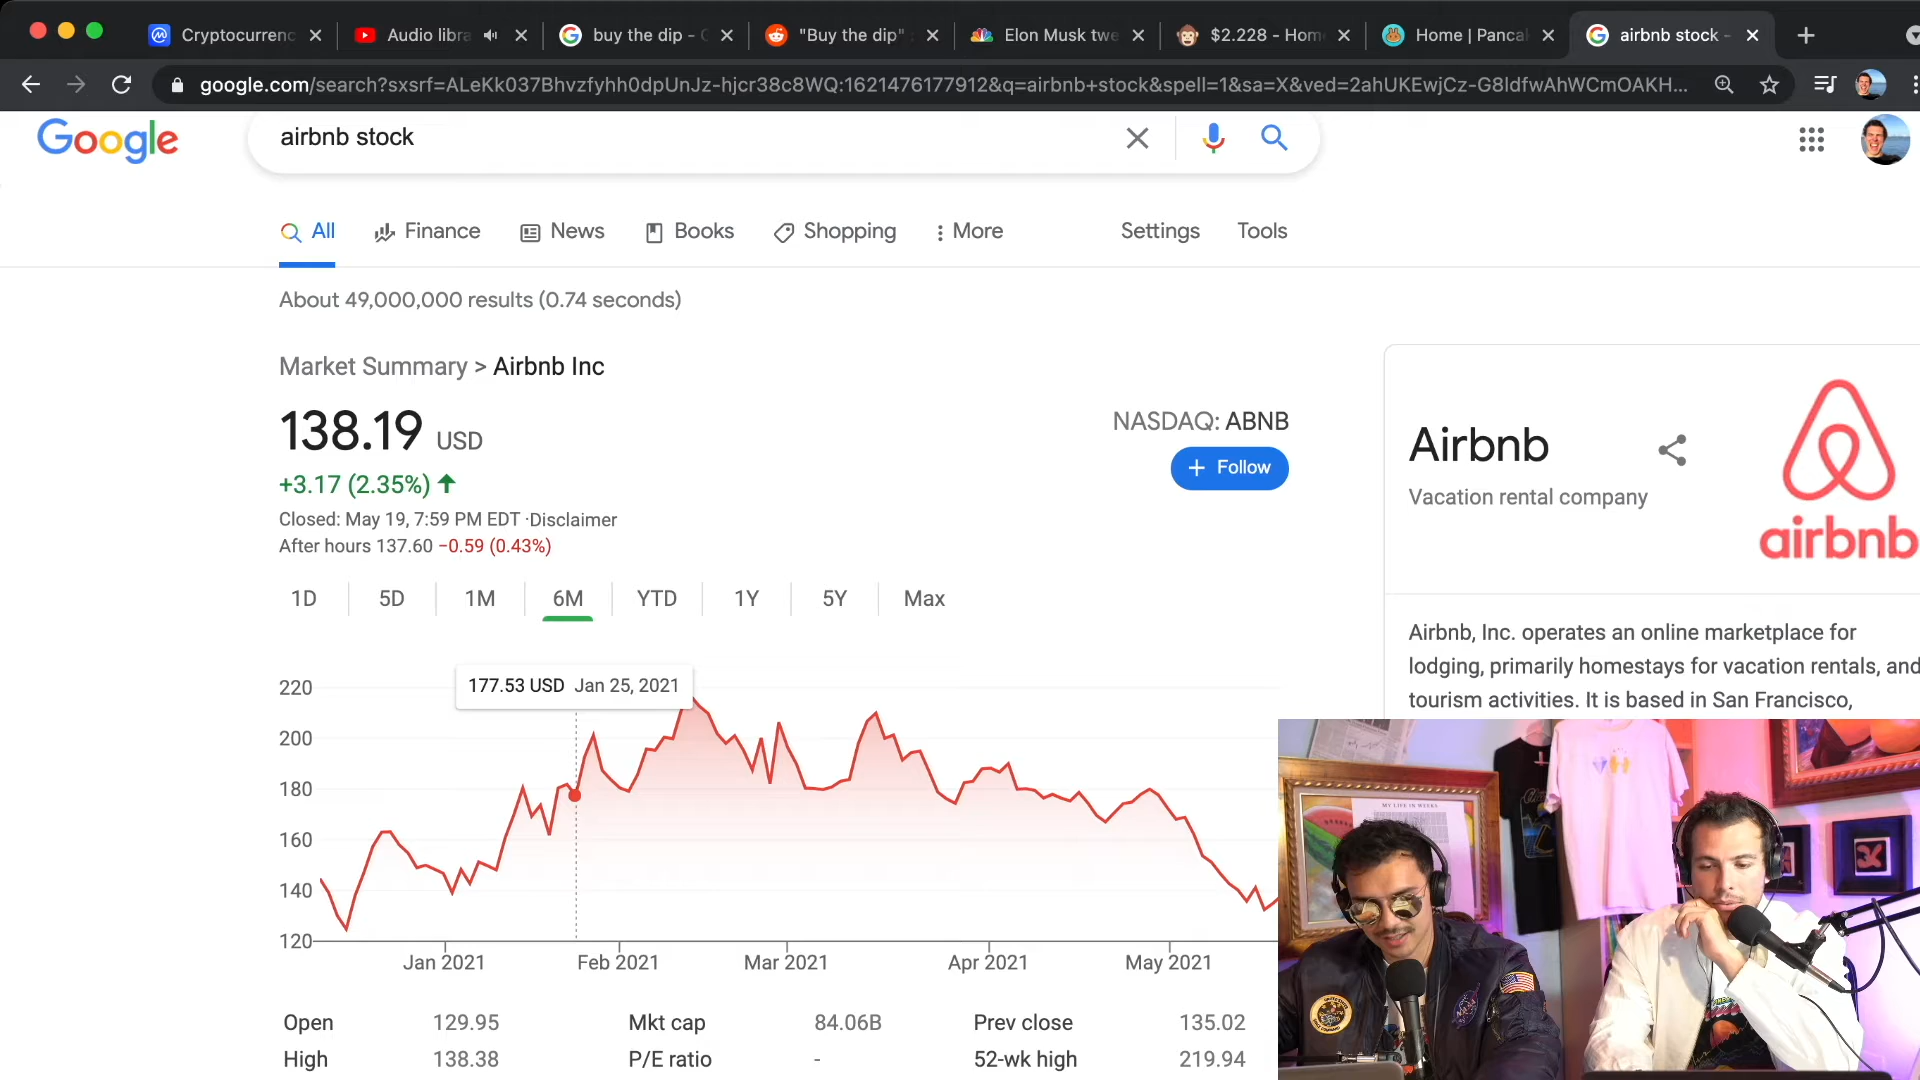 Cryptocurrenc
Audio libra
buy the dip - G
"Buy the dip"
Elon Musk twe
$2.228 - Hom
Home | Panca
airbnb stock -
google.com/search?sxsrf=ALeKk037Bhvzfyhh0dpUnJz-hjcr38c8WQ:1621476177912&q=airbnb+stock&spell=1&sa=X&ved=2ahUKEwjCz-G8ldfwAhWCmOAKH...
Google
airbnb stock
All
Finance
News
Books
Shopping
More
Settings
Tools
About 49,000,000 results (0.74 seconds)
Market Summary > Airbnb Inc
138.19 USD
NASDAQ: ABNB
+3.17 (2.35%)
+ Follow
Closed: May 19, 7:59 PM EDT ·Disclaimer
After hours 137.60 −0.59 (0.43%)
1D 5D 1M 6M YTD 1Y 5Y Max
177.53 USD Jan 25, 2021
220
200
180
160
140
120
Jan 2021 Feb 2021 Mar 2021 Apr 2021 May 2021
Open 129.95 Mkt cap 84.06B Prev close 135.02
High 138.38 P/E ratio - 52-wk high 219.94
Airbnb
Vacation rental company
airbnb
Airbnb, Inc. operates an online marketplace for
lodging, primarily homestays for vacation rentals, and
tourism activities. It is based in San Francisco,
MY LIFE IN WEEKS